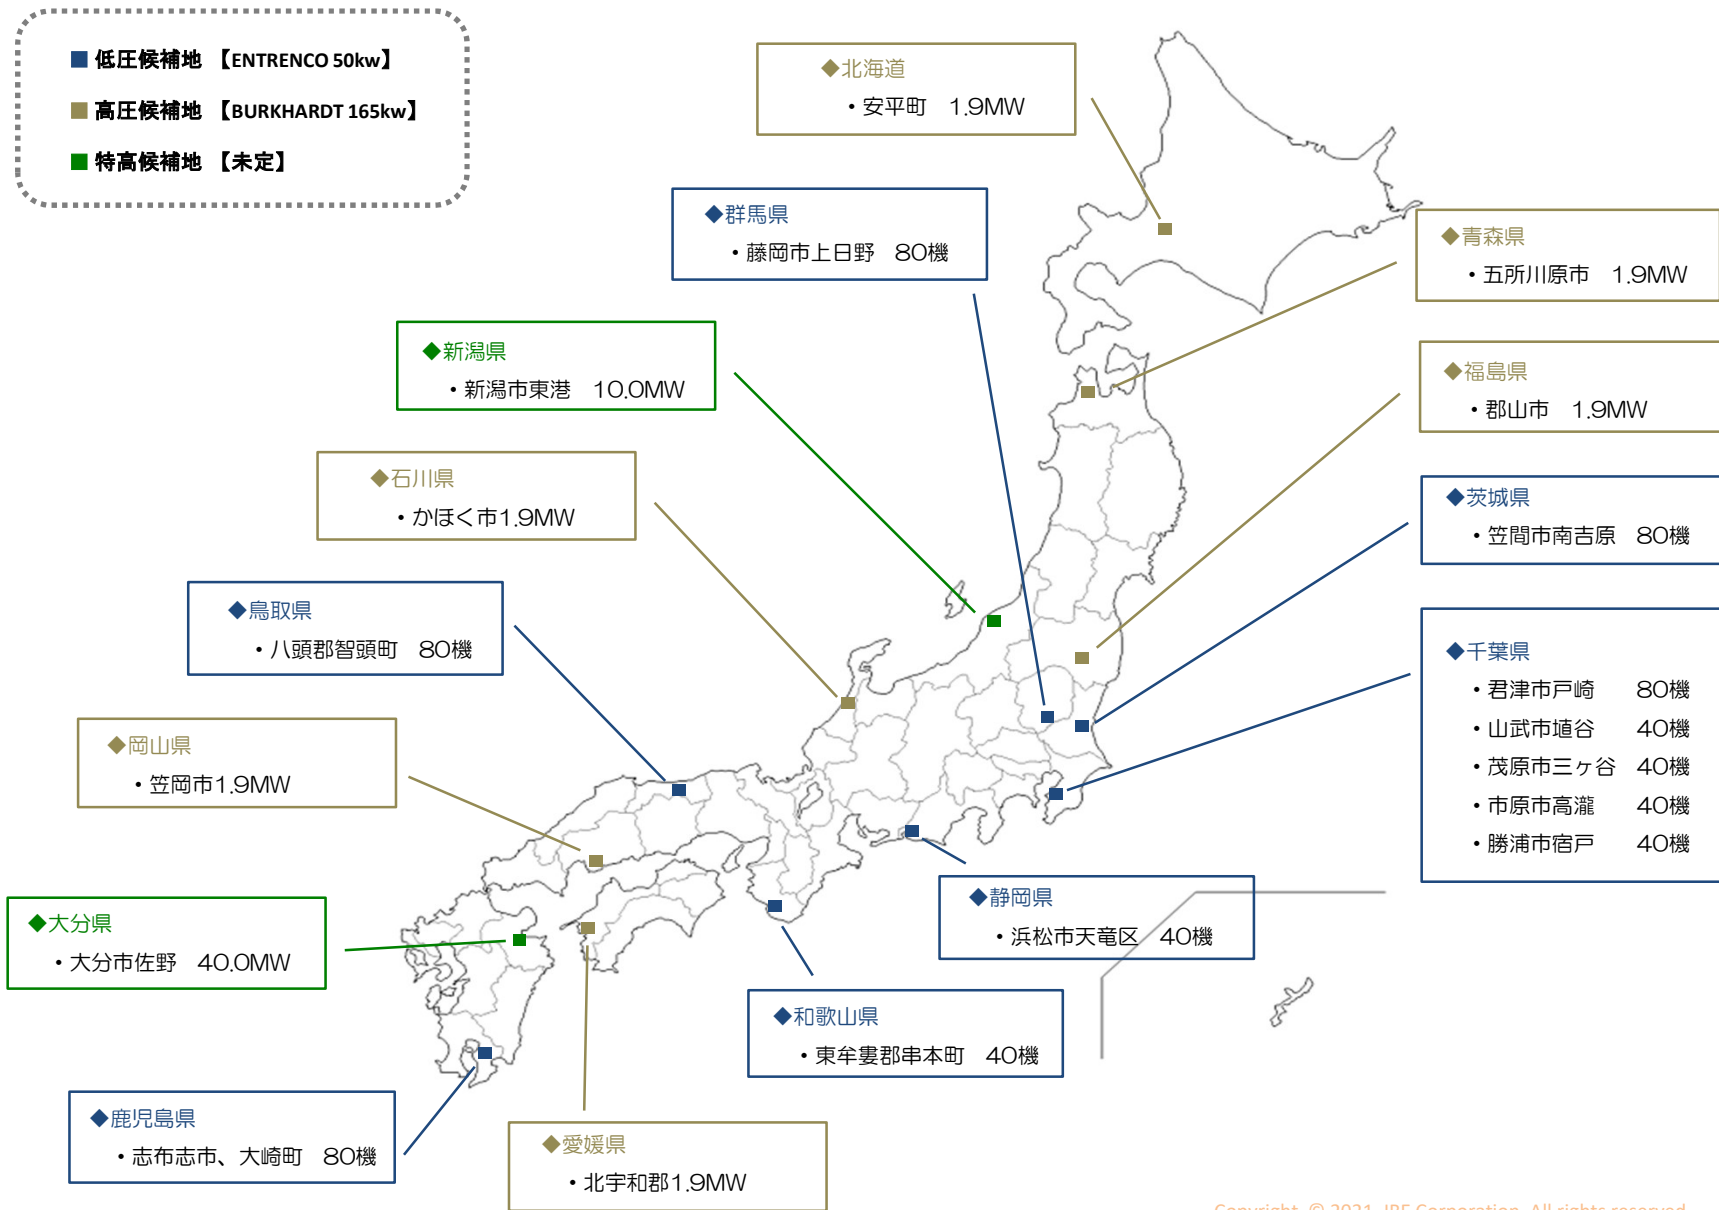 ■ 低圧候補地 【ENTRENCO 50kw】
■ 高圧候補地 【BURKHARDT 165kw】
■ 特高候補地 【未定】
◆北海道
・安平町 1.9MW
◆群馬県
・藤岡市上日野 80機
◆青森県
・五所川原市 1.9MW
◆新潟県
・新潟市東港 10.0MW
◆福島県
・郡山市 1.9MW
◆石川県
・かほく市1.9MW
◆茨城県
・笠間市南吉原 80機
◆鳥取県
・八頭郡智頭町 80機
◆千葉県
・君津市戸崎 80機
・山武市埴谷 40機
・茂原市三ヶ谷 40機
・市原市高瀧 40機
・勝浦市宿戸 40機
◆岡山県
・笠岡市1.9MW
◆静岡県
・浜松市天竜区 40機
◆大分県
・大分市佐野 40.0MW
◆和歌山県
・東牟婁郡串本町 40機
◆鹿児島県
・志布志市、大崎町 80機
◆愛媛県
・北宇和郡1.9MW
Copyright © 2021 JBE Corporation. All rights reserved